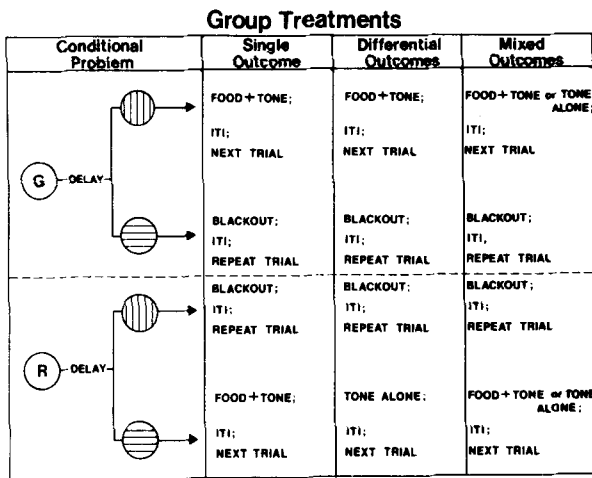 Group Treatments
Conditional Problem
Single Outcome
Differential Outcomes
Mixed Outcomes
G
DELAY
FOOD + TONE;
ITI;
NEXT TRIAL
FOOD + TONE;
ITI;
NEXT TRIAL
FOOD + TONE or TONE
ALONE;
ITI;
NEXT TRIAL
BLACKOUT;
ITI;
REPEAT TRIAL
BLACKOUT;
ITI;
REPEAT TRIAL
BLACKOUT;
ITI,
REPEAT TRIAL
R
DELAY
BLACKOUT;
ITI;
REPEAT TRIAL
BLACKOUT;
ITI;
REPEAT TRIAL
BLACKOUT;
ITI;
REPEAT TRIAL
FOOD + TONE;
ITI;
NEXT TRIAL
TONE ALONE;
ITI;
NEXT TRIAL
FOOD + TONE or TONE
ALONE;
ITI;
NEXT TRIAL